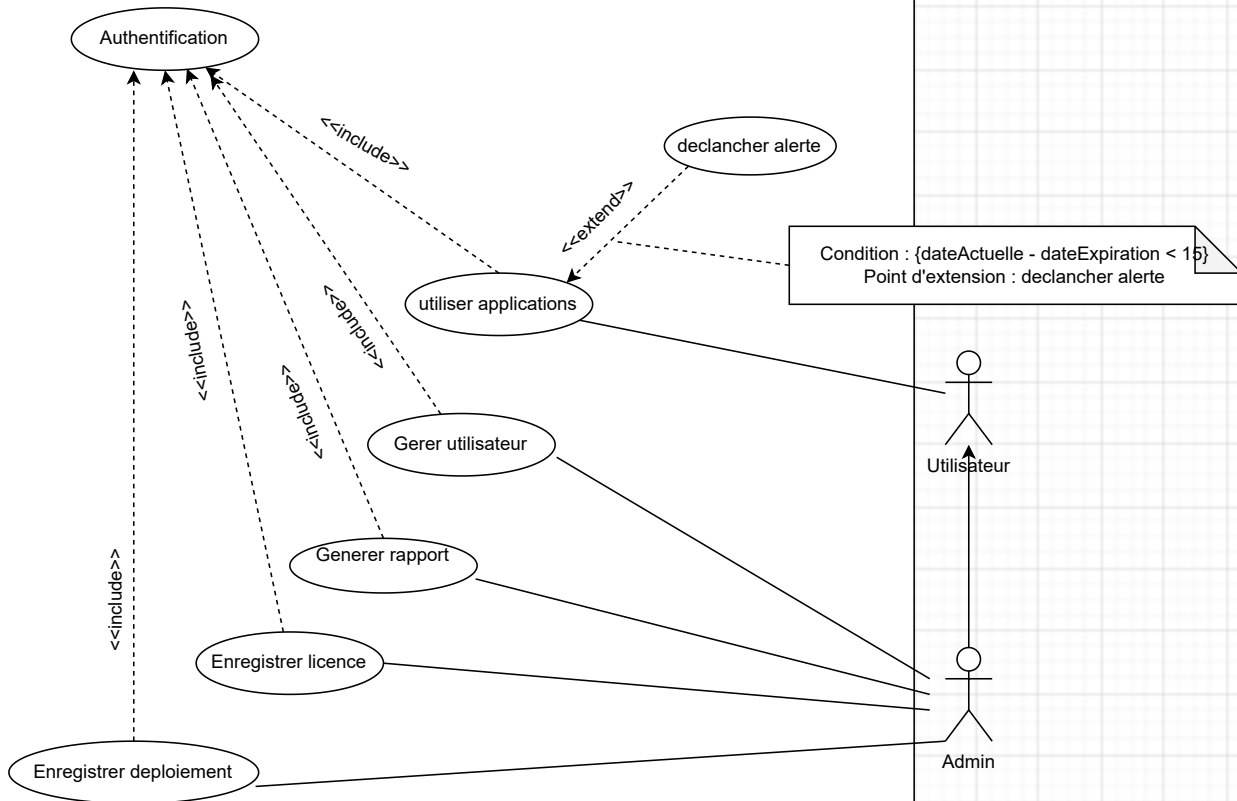 Authentification
<<include>>
declancher alerte
<<extend>>
Condition : {dateActuelle - dateExpiration < 15}
Point d'extension : declancher alerte
utiliser applications
<<include>>
<<include>>
<<include>>
Gerer utilisateur
Utilisateur
Generer rapport
<<include>>
Enregistrer licence
Admin
Enregistrer deploiement